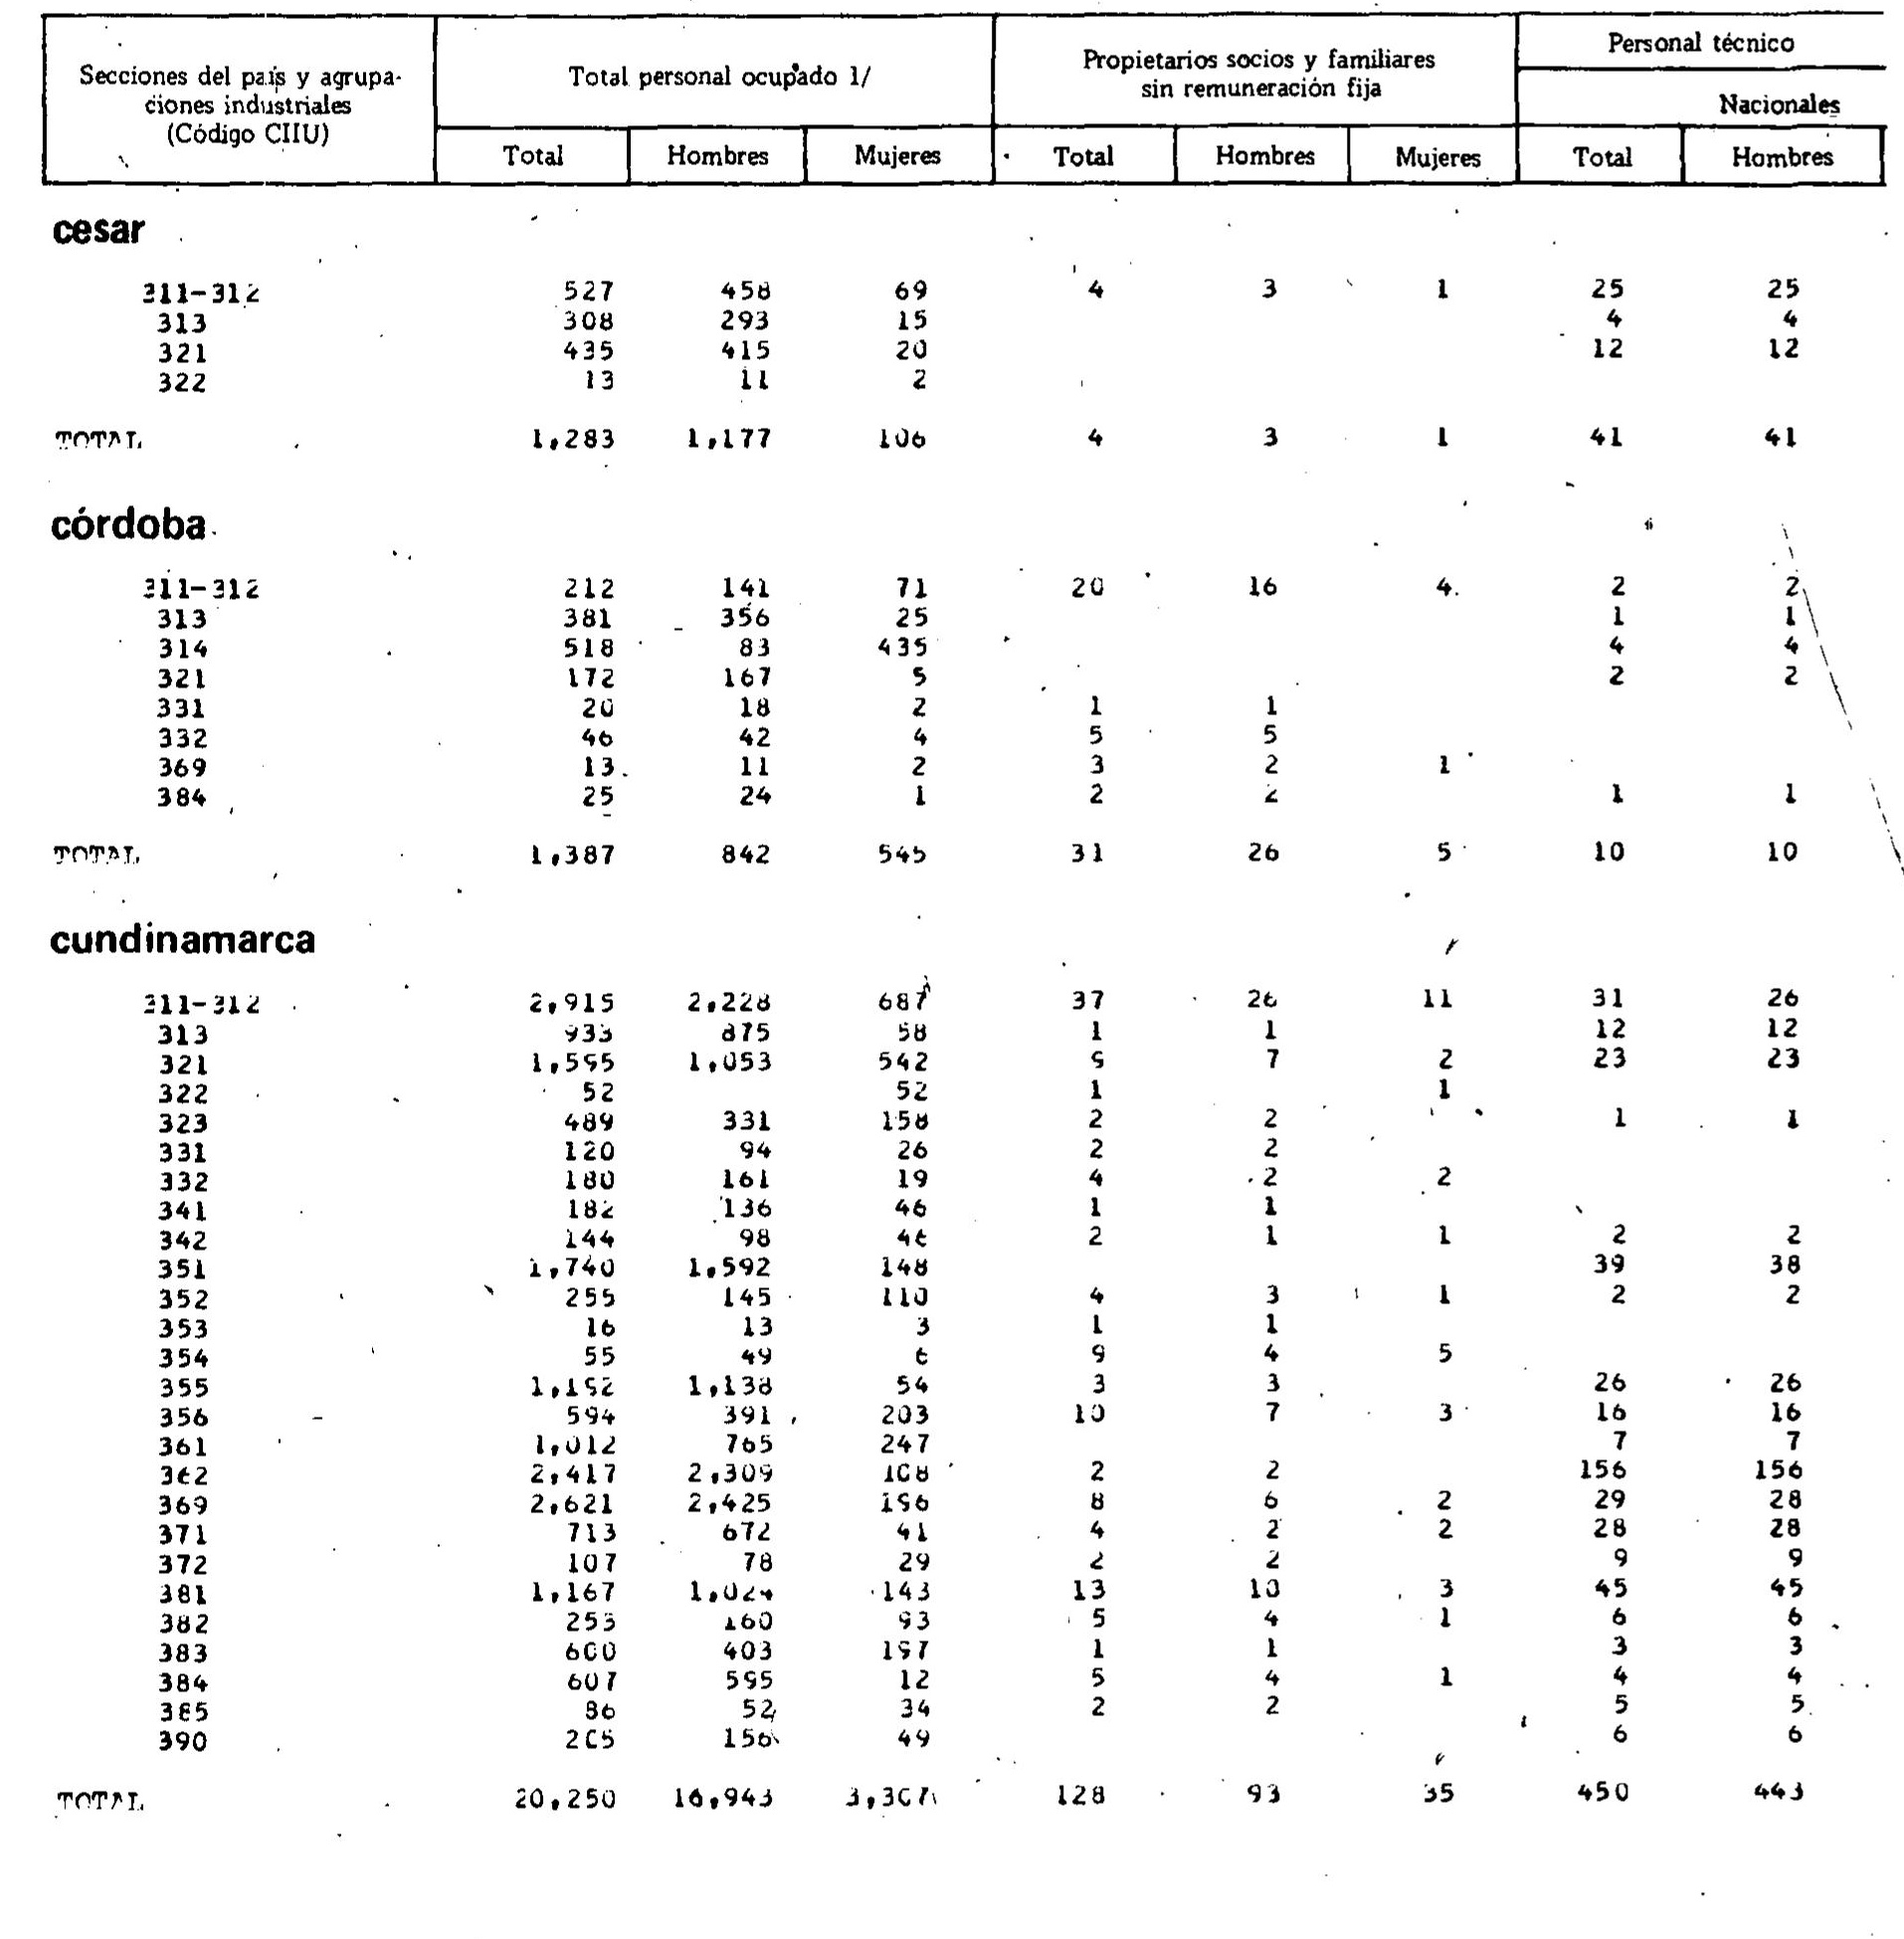 Secciones del país y agrupaciones industriales (Código CIIU) Total personal ocupado 1/ Propietarios socios y familiares sin remuneración fija Personal técnico
Nacionales
Total Hombres Mujeres Total Hombres Mujeres Total Hombres
cesar
311-312 527 458 69 4 3 1 25 25
313 308 293 15 4 4
321 435 415 20 12 12
322 13 11 2
TOTAL 1,283 1,177 106 4 3 1 41 41
córdoba
311-312 212 141 71 20 16 4 2 2
313 381 356 25 1 1
314 518 83 435 4 4
321 172 167 5 2 2
331 20 18 2 1 1
332 46 42 4 5 5
369 13 11 2 3 2 1
384 25 24 1 2 2 1 1
TOTAL 1,387 842 545 31 26 5 10 10
cundinamarca
311-312 2,915 2,228 687 37 26 11 31 26
313 933 875 58 1 1 12 12
321 1,595 1,053 542 9 7 2 23 23
322 52 52 1 1
323 489 331 158 2 2 1 1
331 120 94 26 2 2
332 180 161 19 4 2 2
341 182 136 46 1 1
342 144 98 46 2 1 1 2 2
351 1,740 1,592 148 39 38
352 255 145 110 4 3 1 2 2
353 16 13 3 1 1
354 55 49 6 9 4 5
355 1,192 1,138 54 3 3 26 26
356 594 391 203 10 7 3 16 16
361 1,012 765 247 7 7
362 2,417 2,309 108 2 2 156 156
369 2,621 2,425 196 8 6 2 29 28
371 713 672 41 4 2 2 28 28
372 107 78 29 2 2 9 9
381 1,167 1,024 143 13 10 3 45 45
382 253 160 93 5 4 1 6 6
383 600 403 197 1 1 3 3
384 607 595 12 5 4 1 4 4
385 86 52 34 2 2 5 5
390 205 156 49 6 6
TOTAL 20,250 16,943 3,307 128 93 35 450 443